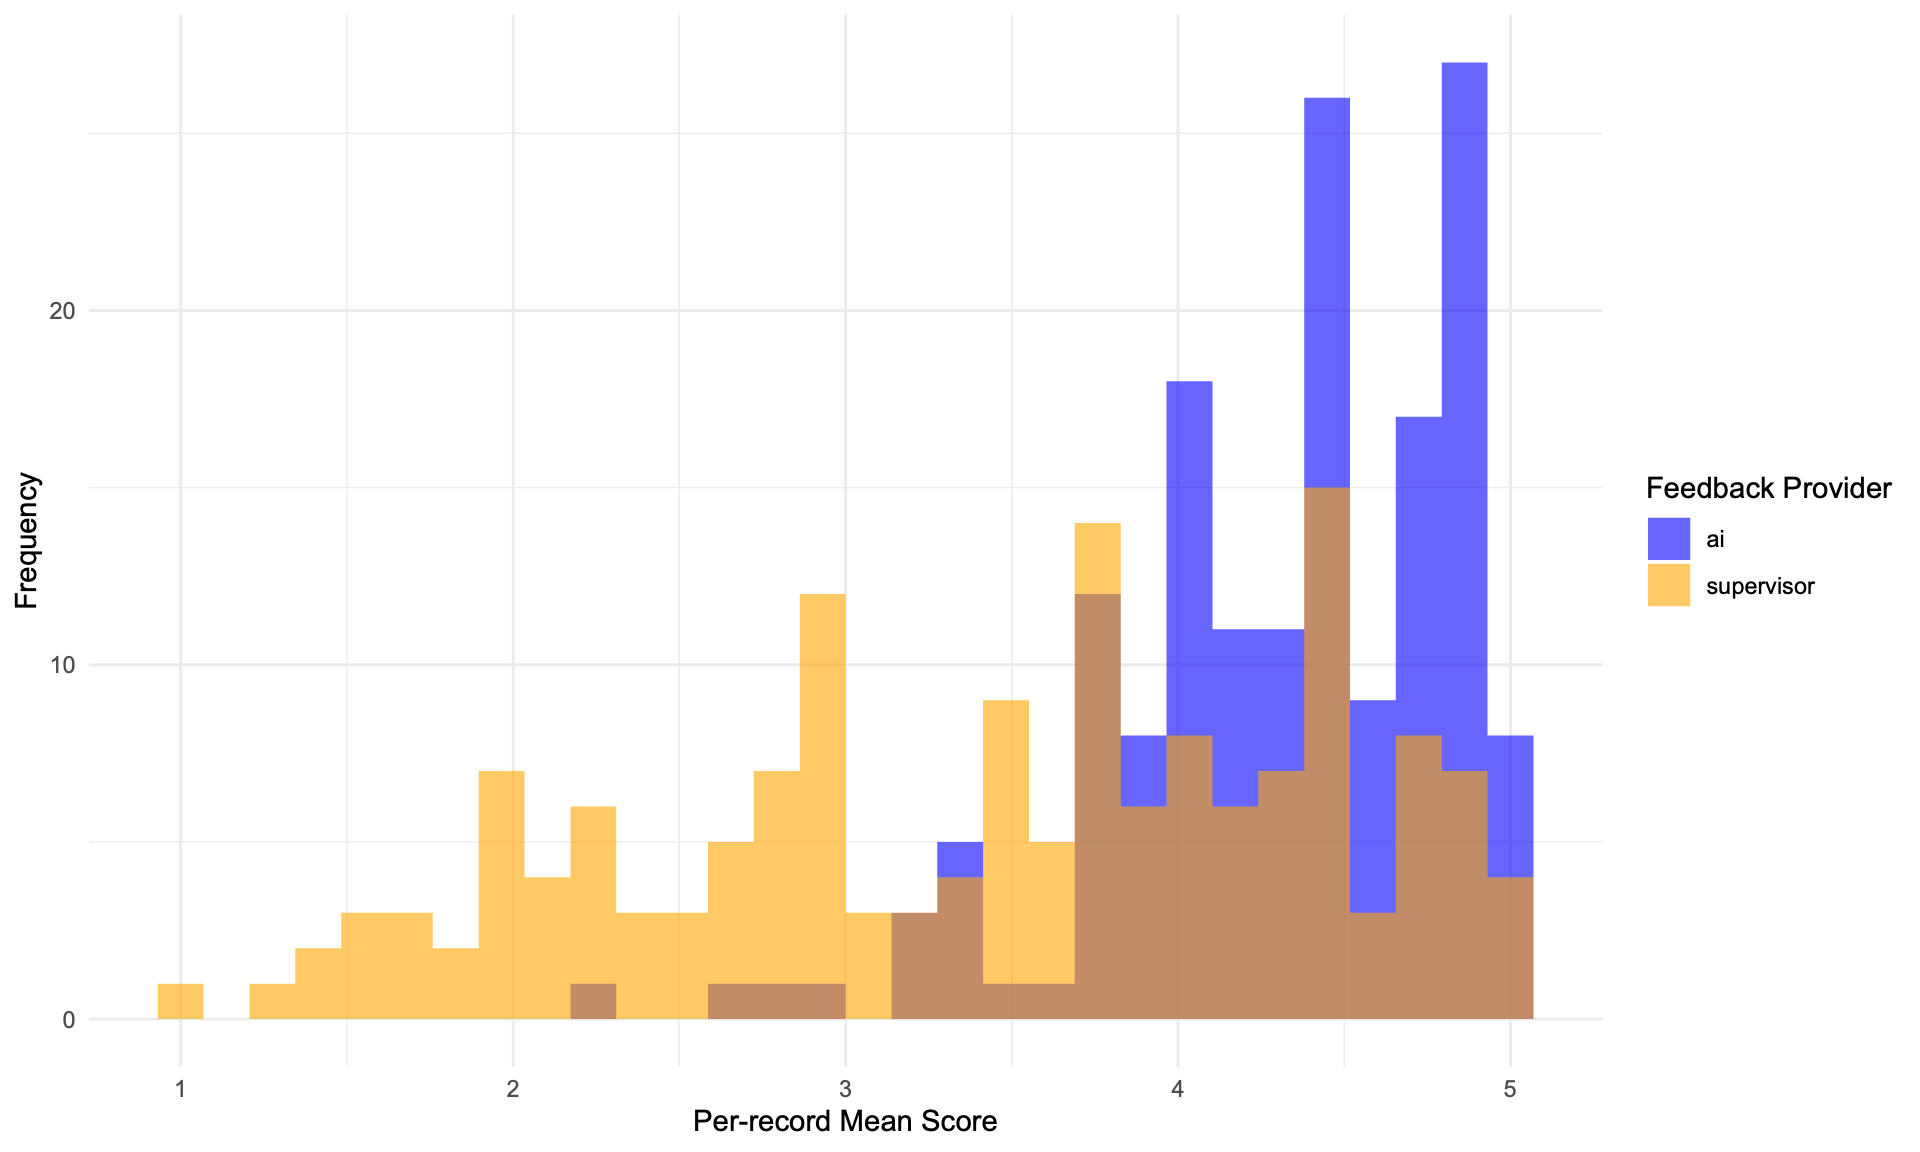 20
10
0
Frequency
1 2 3 4 5
Per-record Mean Score
Feedback Provider
ai
supervisor